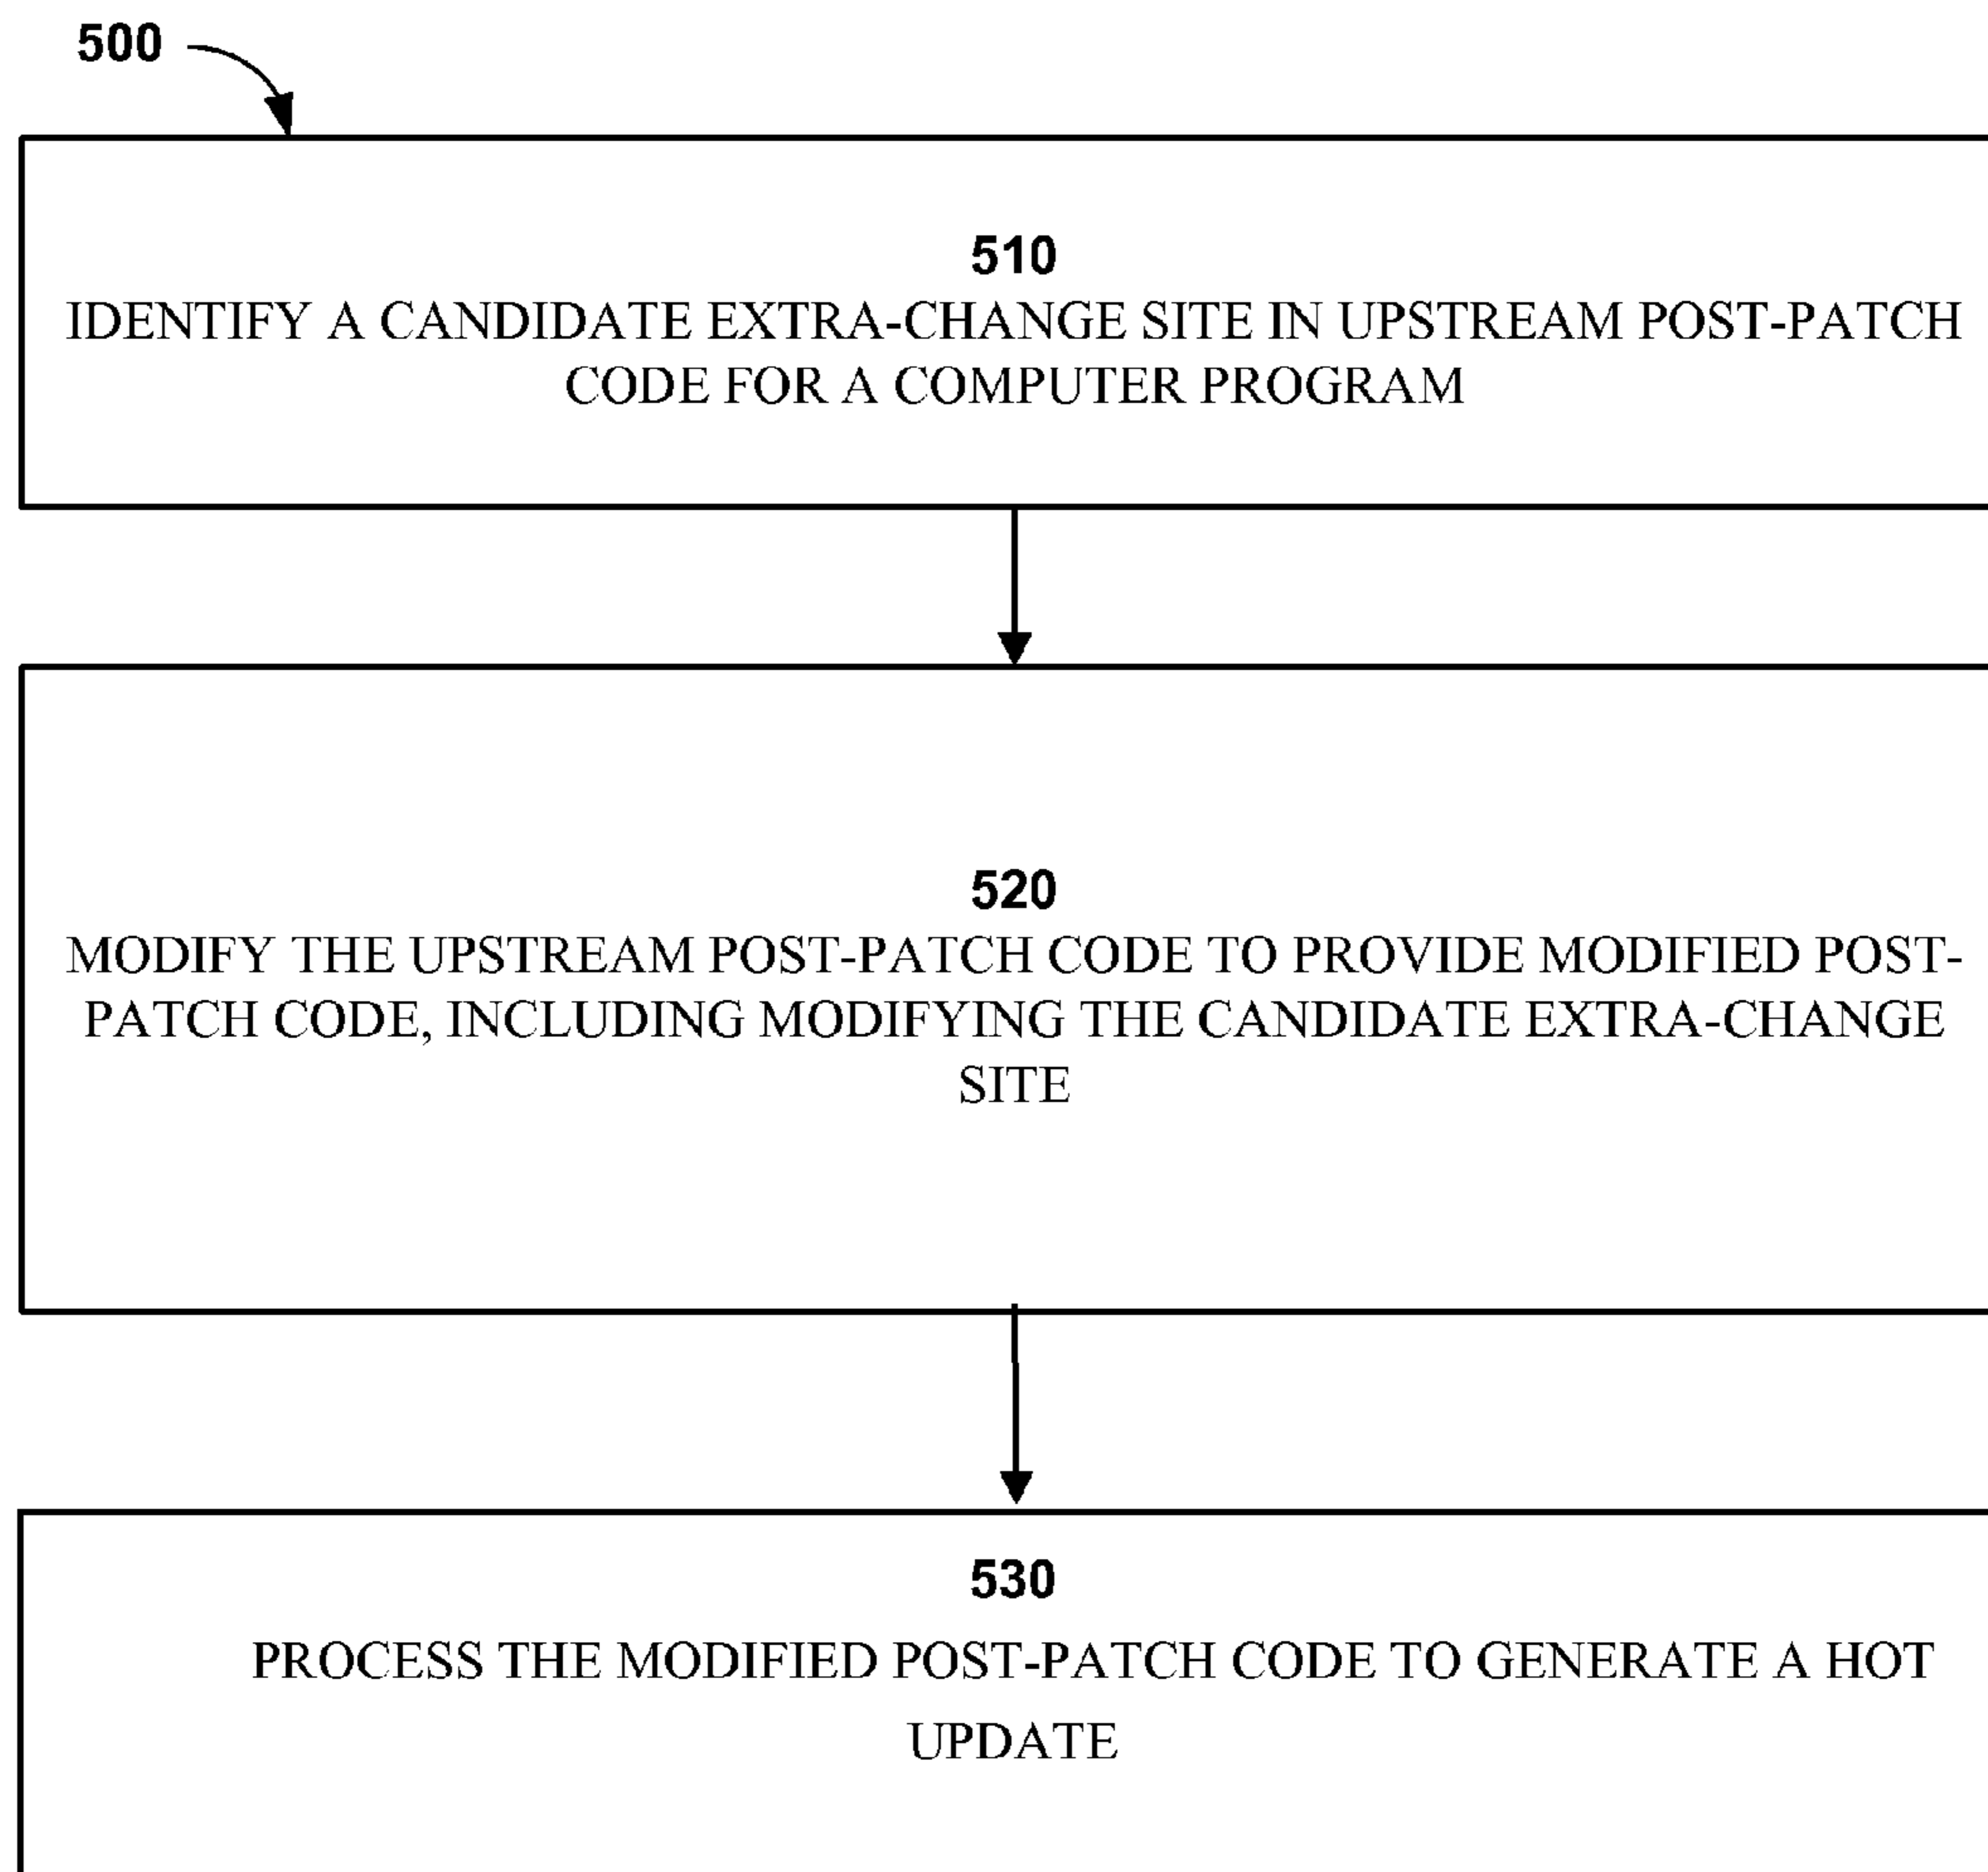 500
510
IDENTIFY A CANDIDATE EXTRA-CHANGE SITE IN UPSTREAM POST-PATCH
CODE FOR A COMPUTER PROGRAM
520
MODIFY THE UPSTREAM POST-PATCH CODE TO PROVIDE MODIFIED POST-
PATCH CODE, INCLUDING MODIFYING THE CANDIDATE EXTRA-CHANGE
SITE
530
PROCESS THE MODIFIED POST-PATCH CODE TO GENERATE A HOT
UPDATE